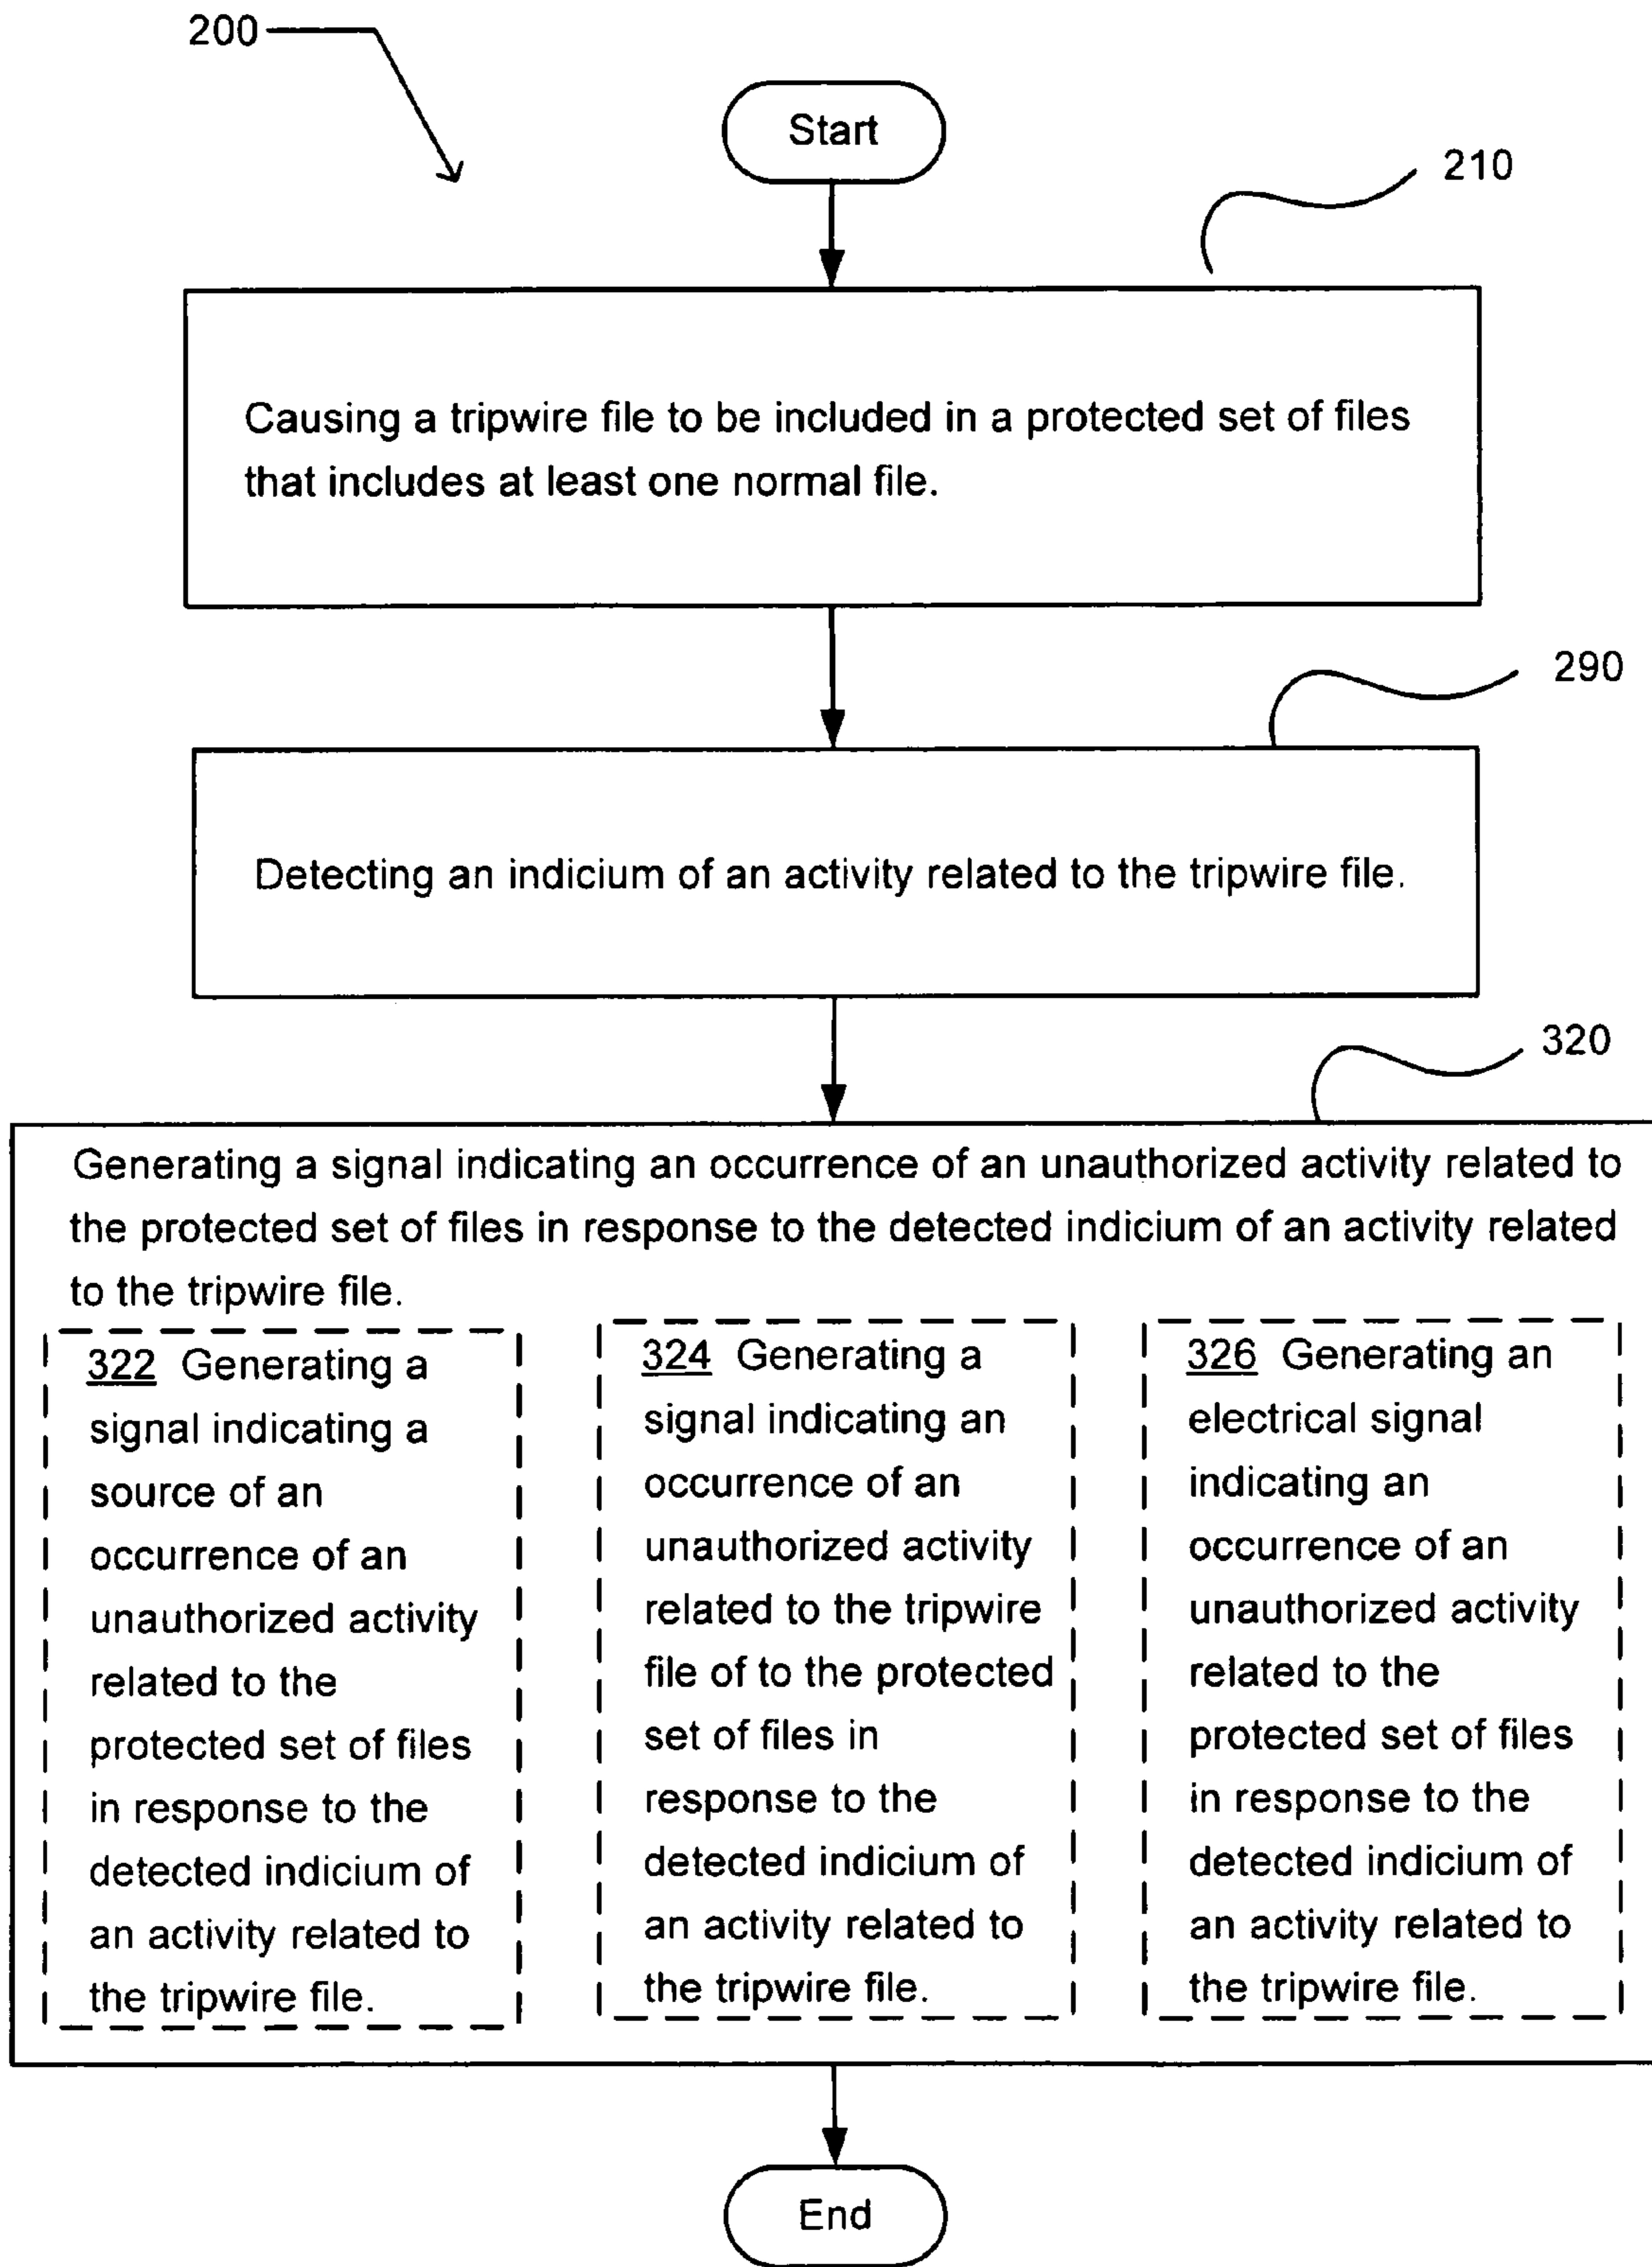 200
Start
210
Causing a tripwire file to be included in a protected set of files
that includes at least one normal file.
290
Detecting an indicium of an activity related to the tripwire file.
320
Generating a signal indicating an occurrence of an unauthorized activity related to
the protected set of files in response to the detected indicium of an activity related
to the tripwire file.
322 Generating a
signal indicating a
source of an
occurrence of an
unauthorized activity
related to the
protected set of files
in response to the
detected indicium of
an activity related to
the tripwire file.
324 Generating a
signal indicating an
occurrence of an
unauthorized activity
related to the tripwire
file of to the protected
set of files in
response to the
detected indicium of
an activity related to
the tripwire file.
326 Generating an
electrical signal
indicating an
occurrence of an
unauthorized activity
related to the
protected set of files
in response to the
detected indicium of
an activity related to
the tripwire file.
End